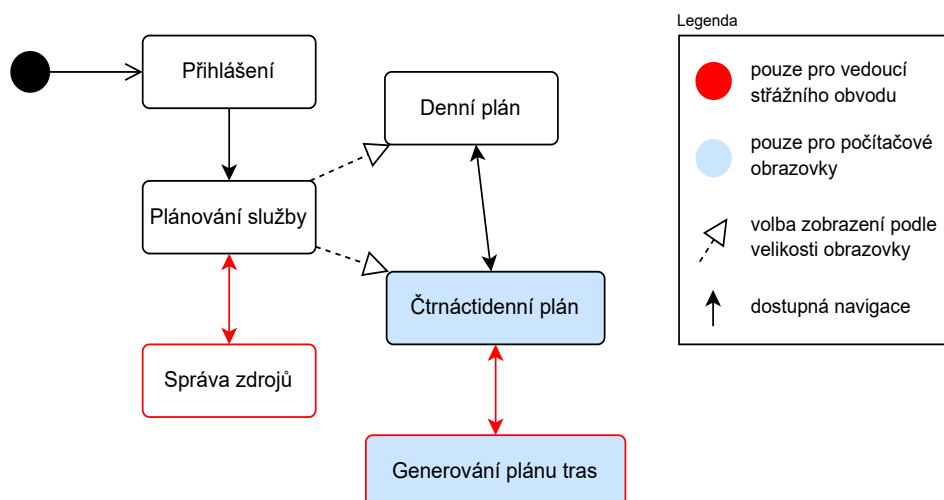 Legenda
Přihlášení
Denní plán
Plánování služby
Čtrnáctidenní plán
Správa zdrojů
Generování plánu tras
pouze pro vedoucí
střážního obvodu
pouze pro počítačové
obrazovky
volba zobrazení podle
velikosti obrazovky
dostupná navigace